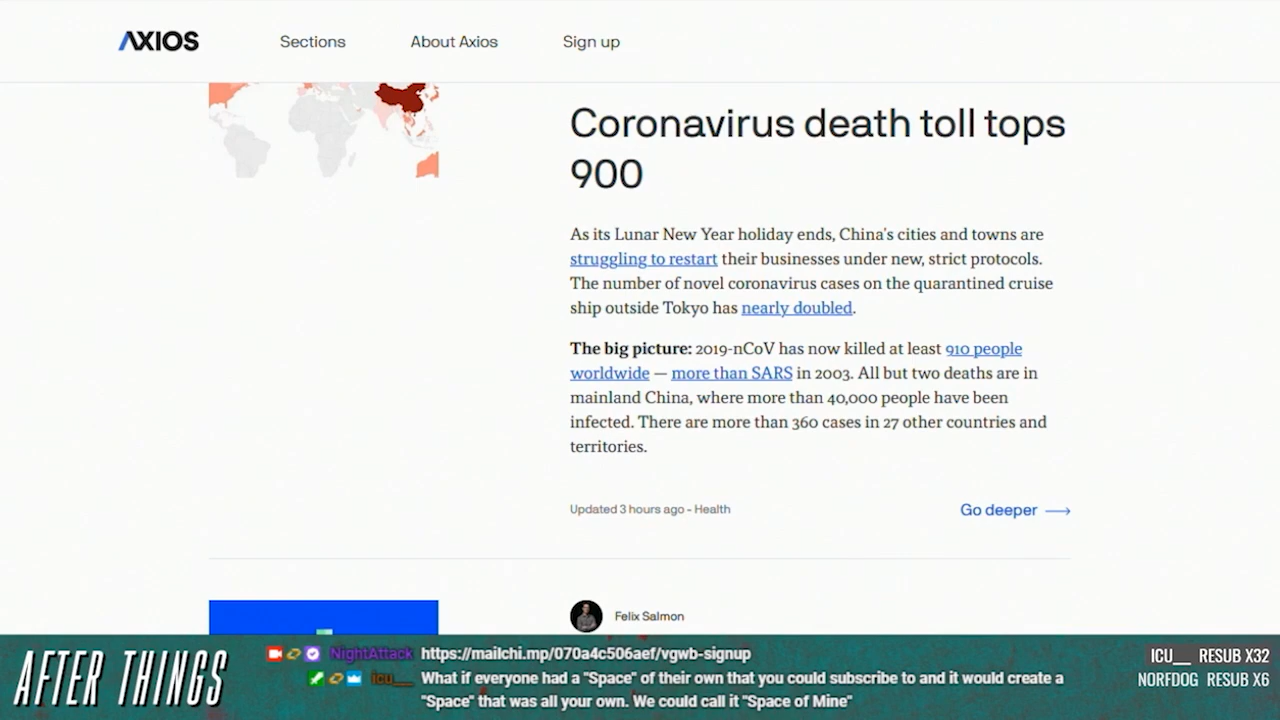 AXIOS
Sections
About Axios
Sign up
Coronavirus death toll tops
900
As its Lunar New Year holiday ends, China's cities and towns are
struggling to restart their businesses under new, strict protocols.
The number of novel coronavirus cases on the quarantined cruise
ship outside Tokyo has nearly doubled.
The big picture: 2019-nCoV has now killed at least 910 people
worldwide — more than SARS in 2003. All but two deaths are in
mainland China, where more than 40,000 people have been
infected. There are more than 360 cases in 27 other countries and
territories.
Updated 3 hours ago - Health
Go deeper
Felix Salmon
AFTER THINGS
NightAttack https://mailchi.mp/070a4c506aef/vgwb-signup
icu__ What if everyone had a "Space" of their own that you could subscribe to and it would create a
"Space" that was all your own. We could call it "Space of Mine"
ICU__ RESUB X32
NORFDOG RESUB X6